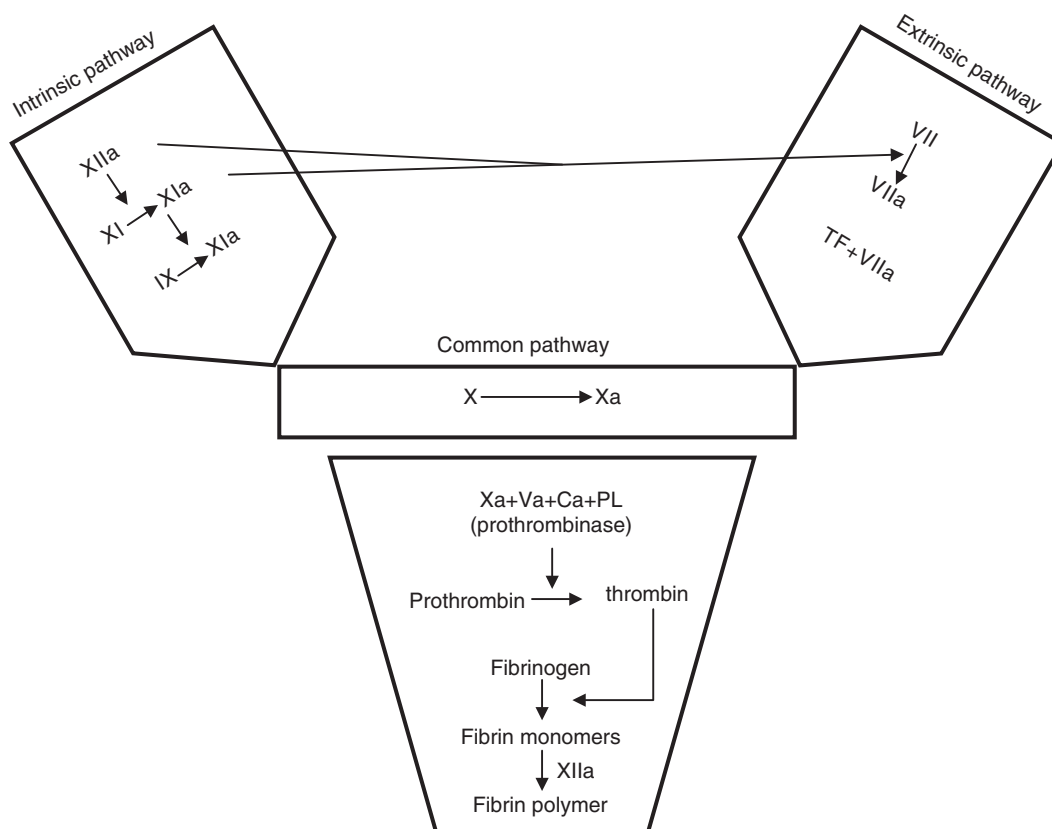 Intrinsic pathway
XIIa
XI XIa
IX XIa
Extrinsic pathway
VII
VIIa
TF+VIIa
Common pathway
X Xa
Xa+Va+Ca+PL
(prothrombinase)
Prothrombin thrombin
Fibrinogen
Fibrin monomers
XIIa
Fibrin polymer